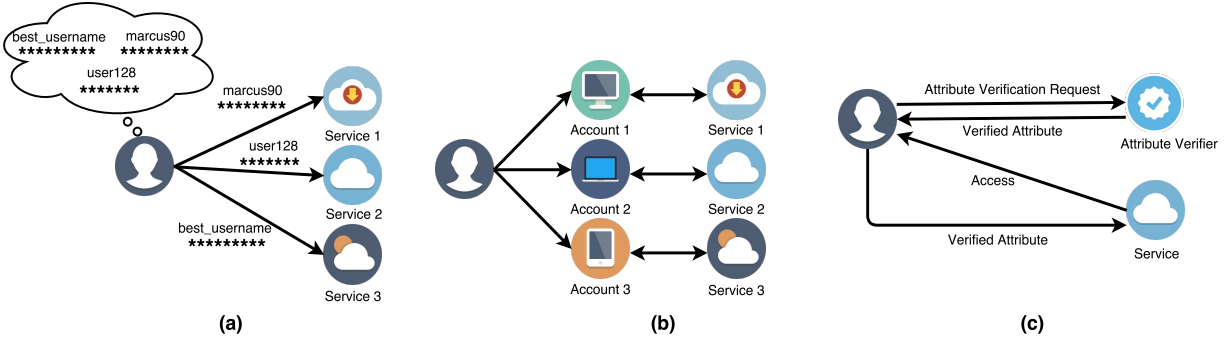 best_username marcus90
********* ********
user128
*******
marcus90
********
Service 1
user128
*******
Service 2
best_username
*********
Service 3
(a)
Account 1
Service 1
Account 2
Service 2
Account 3
Service 3
(b)
Attribute Verification Request
Verified Attribute
Attribute Verifier
Access
Verified Attribute
Service
(c)